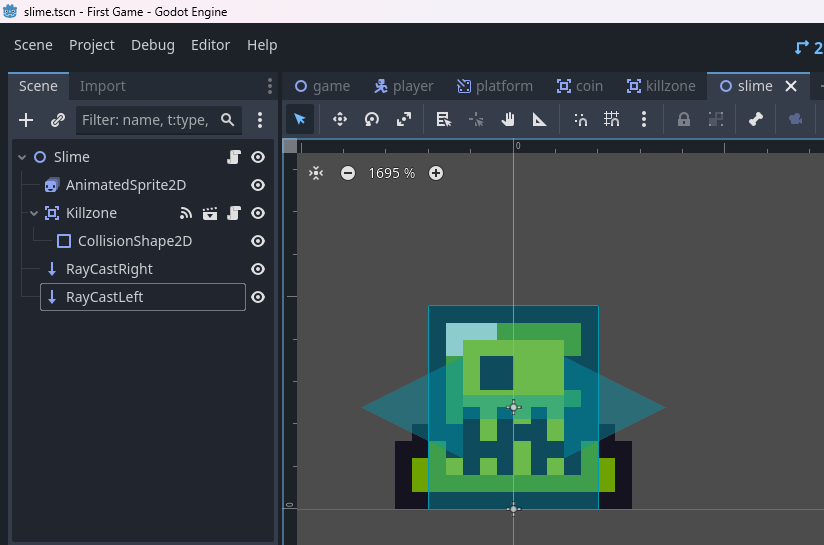 slime.tscn - First Game - Godot Engine
Scene Project Debug Editor Help
2
Scene Import
game player platform coin killzone slime
Filter: name, t:type,
0
1695 %
Slime
AnimatedSprite2D
Killzone
CollisionShape2D
RayCastRight
RayCastLeft
0